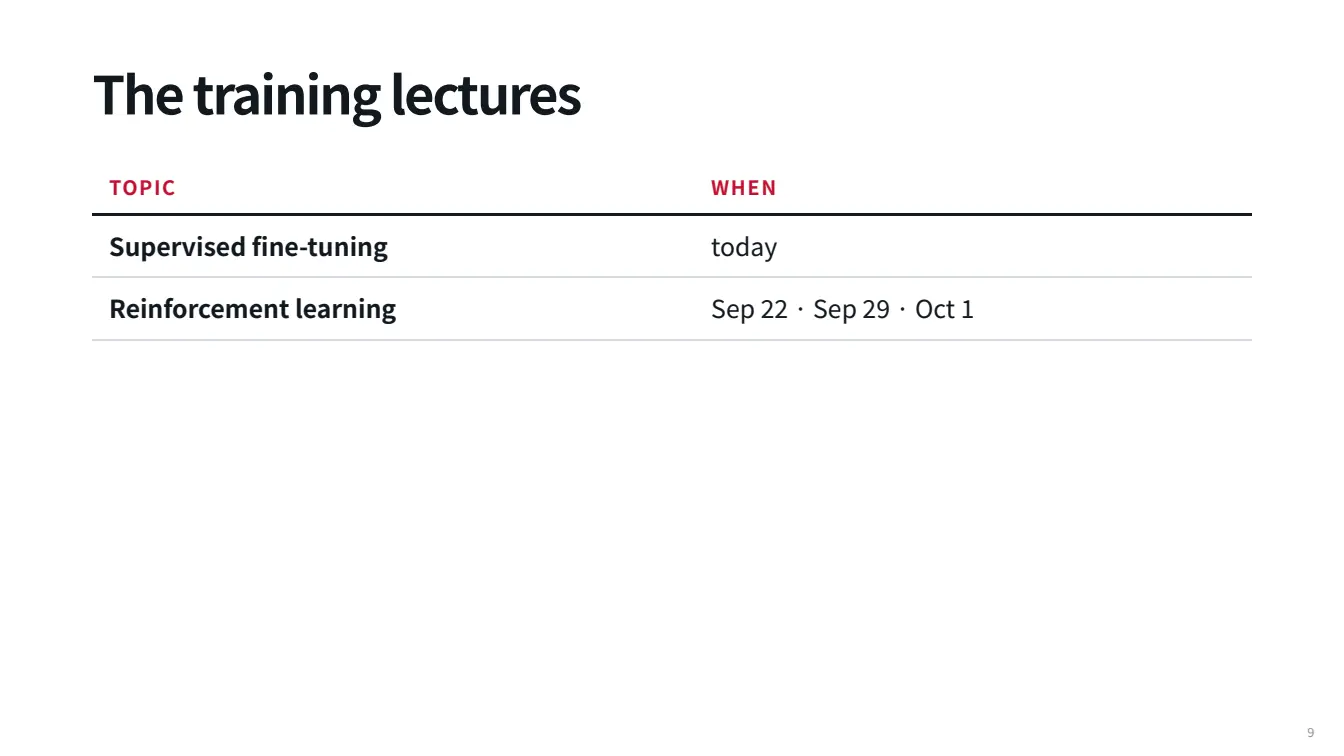 The training lectures
TOPIC WHEN
Supervised fine-tuning today
Reinforcement learning Sep 22 · Sep 29 · Oct 1
9